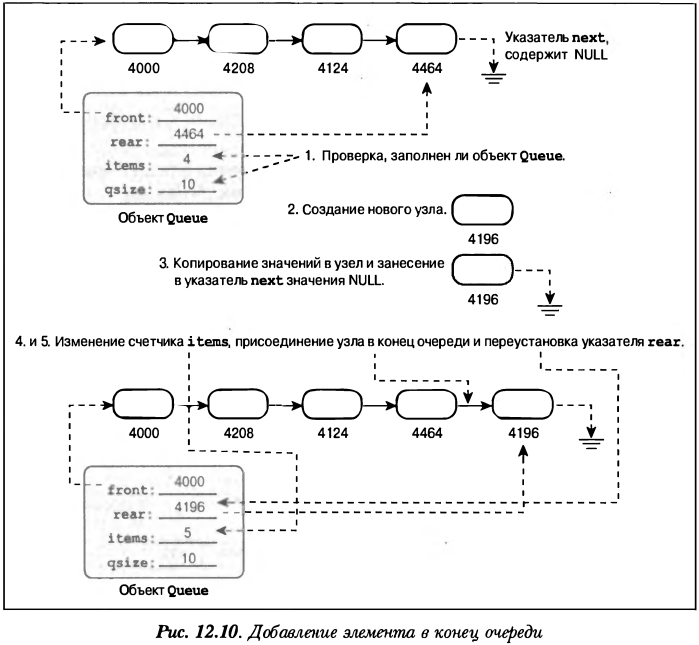 Указатель next,
содержит NULL
4000 4208 4124 4464
front: 4000
rear: 4464
items: 4
qsize: 10
Объект Queue
1. Проверка, заполнен ли объект Queue.
2. Создание нового узла.
4196
3. Копирование значений в узел и занесение
в указатель next значения NULL.
4196
4. и 5. Изменение счетчика items, присоединение узла в конец очереди и переустановка указателя rear.
4000 4208 4124 4464 4196
front: 4000
rear: 4196
items: 5
qsize: 10
Объект Queue
Рис. 12.10. Добавление элемента в конец очереди